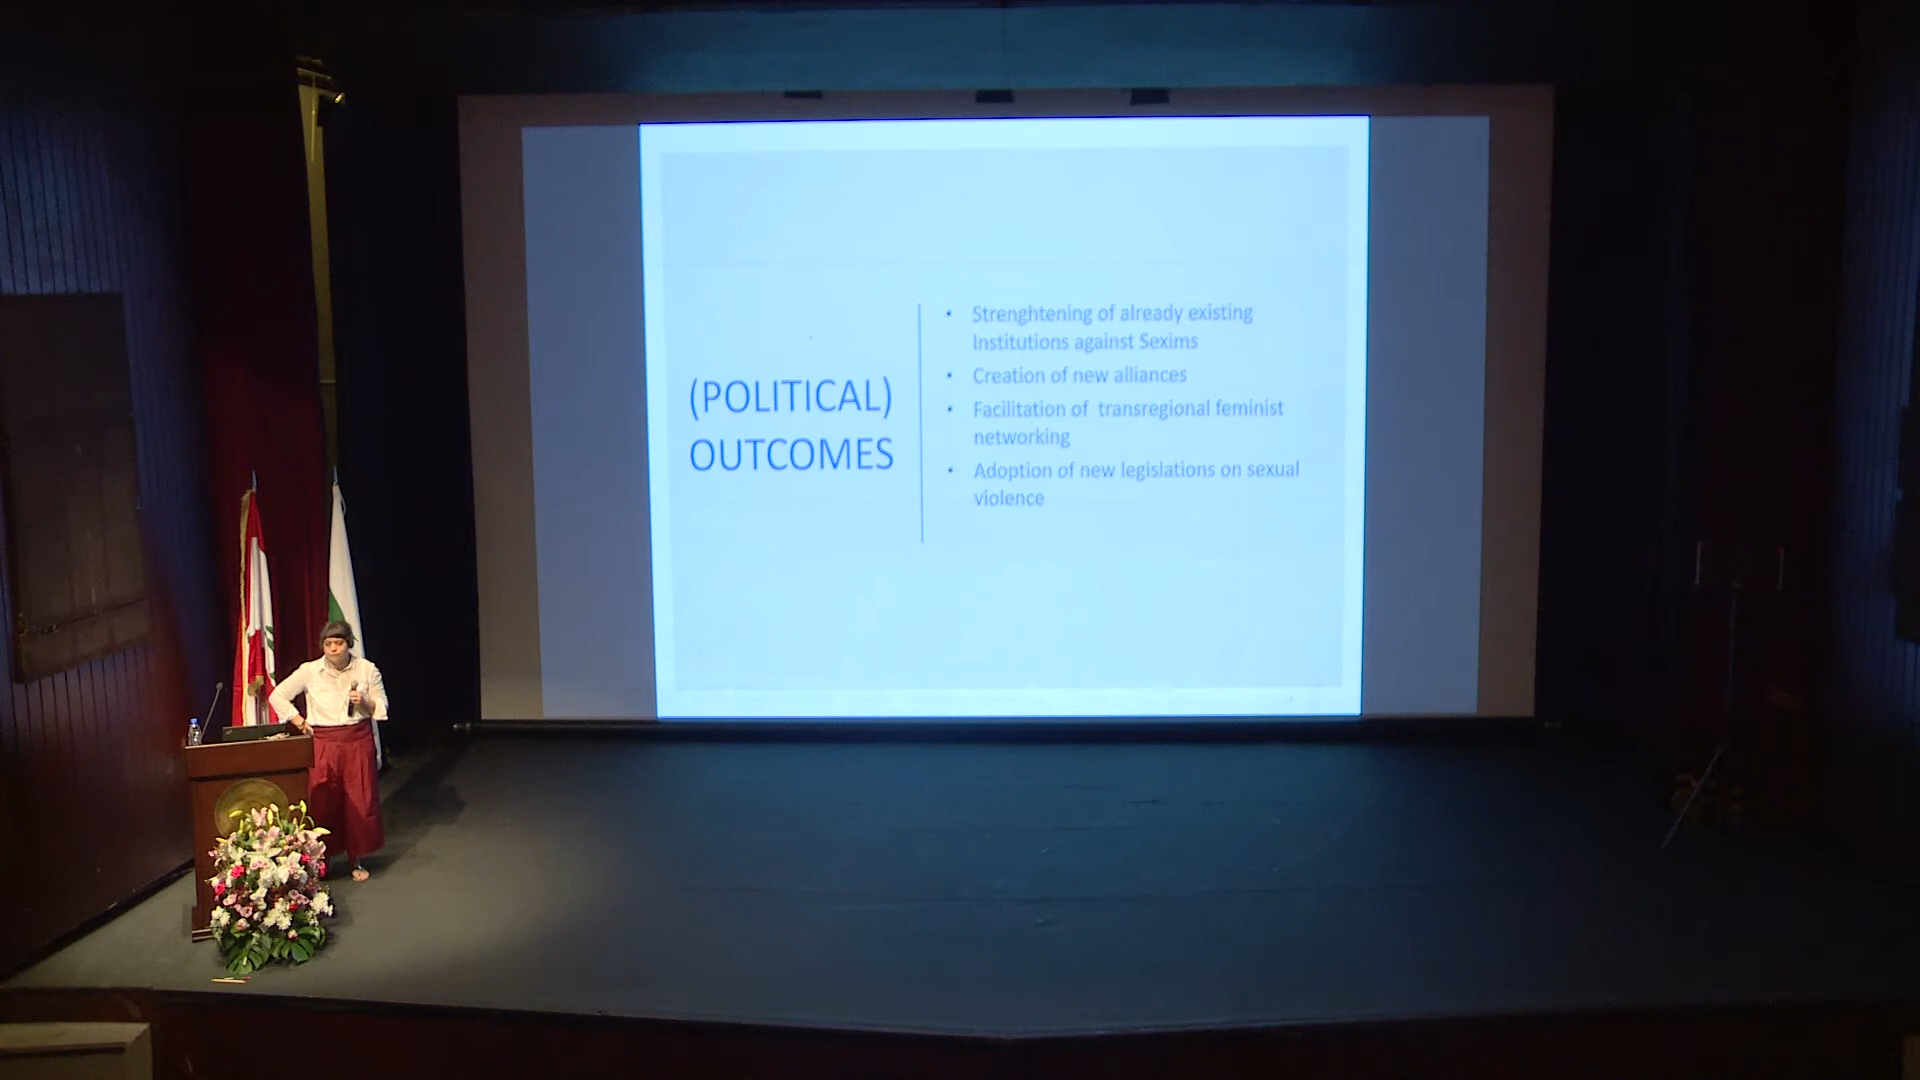 (POLITICAL)
OUTCOMES
• Strenghtening of already existing
Institutions against Sexims
• Creation of new alliances
• Facilitation of transregional feminist
networking
• Adoption of new legislations on sexual
violence